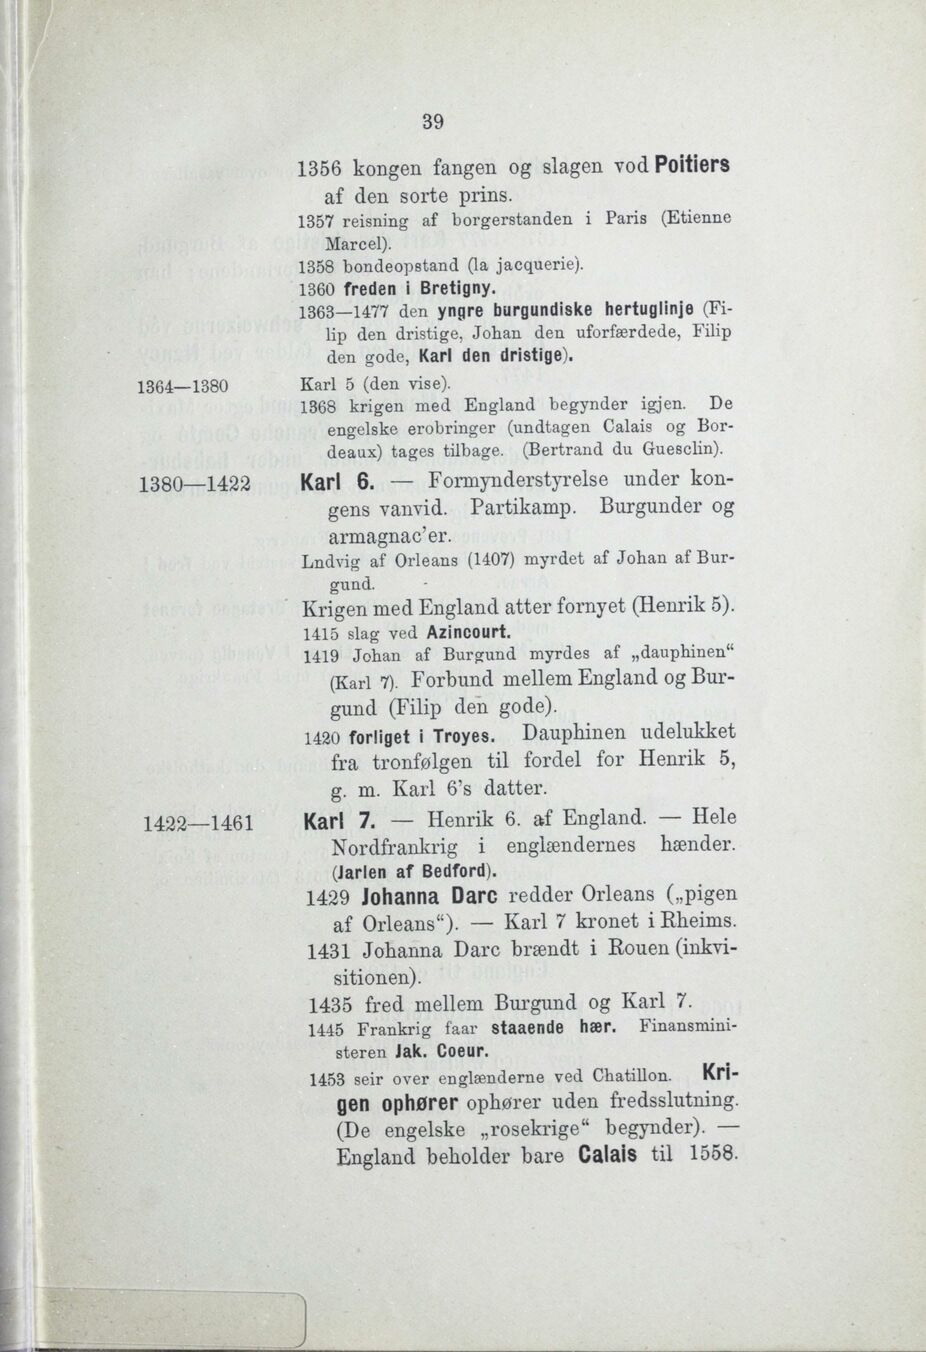 39
1356 kongen fangen og slagen vod Poitiers
af den sorte prins.
1357 reisning af borgerstanden i Paris (Etienne
Marcel).
1358 bondeopstand (la jacquerie).
1360 freden i Bretigny.
1363—1477 den yngre burgundiske hertuglinje (Fi-
lip den dristige, Johan den uforfærdede, Filip
den gode, Karl den dristige).
1364—1380 Karl 5 (den vise).
1368 krigen med England begynder igjen. De
engelske erobringer (undtagen Calais og Bor-
deaux) tages tilbage. (Bertrand du Guesclin).
1380—1422 Karl 6. — Formynderstyrelse under kon-
gens vanvid. Partikamp. Burgunder og
armagnac'er.
Lndvig af Orleans (1407) myrdet af Johan af Bur-
gund.
Krigen med England atter fornyet (Henrik 5).
1415 slag ved Azincourt.
1419 Johan af Burgund myrdes af „dauphinen“
(Karl 7). Forbund mellem England og Bur-
gund (Filip den gode).
1420 forliget i Troyes. Dauphinen udelukket
fra tronfølgen til fordel for Henrik 5,
g. m. Karl 6's datter.
1422—1461 Karl 7. — Henrik 6. af England. — Hele
Nordfrankrig i englændernes hænder.
(Jarlen af Bedford).
1429 Johanna Darc redder Orleans („pigen
af Orleans“). — Karl 7 kronet i Rheims.
1431 Johanna Darc brændt i Rouen (inkvi-
sitionen).
1435 fred mellem Burgund og Karl 7.
1445 Frankrig faar staaende hær. Finansmini-
steren Jak. Coeur.
1453 seir over englænderne ved Chatillon. Kri-
gen ophører ophører uden fredsslutning.
(De engelske „rosekrige“ begynder). —
England beholder bare Calais til 1558.